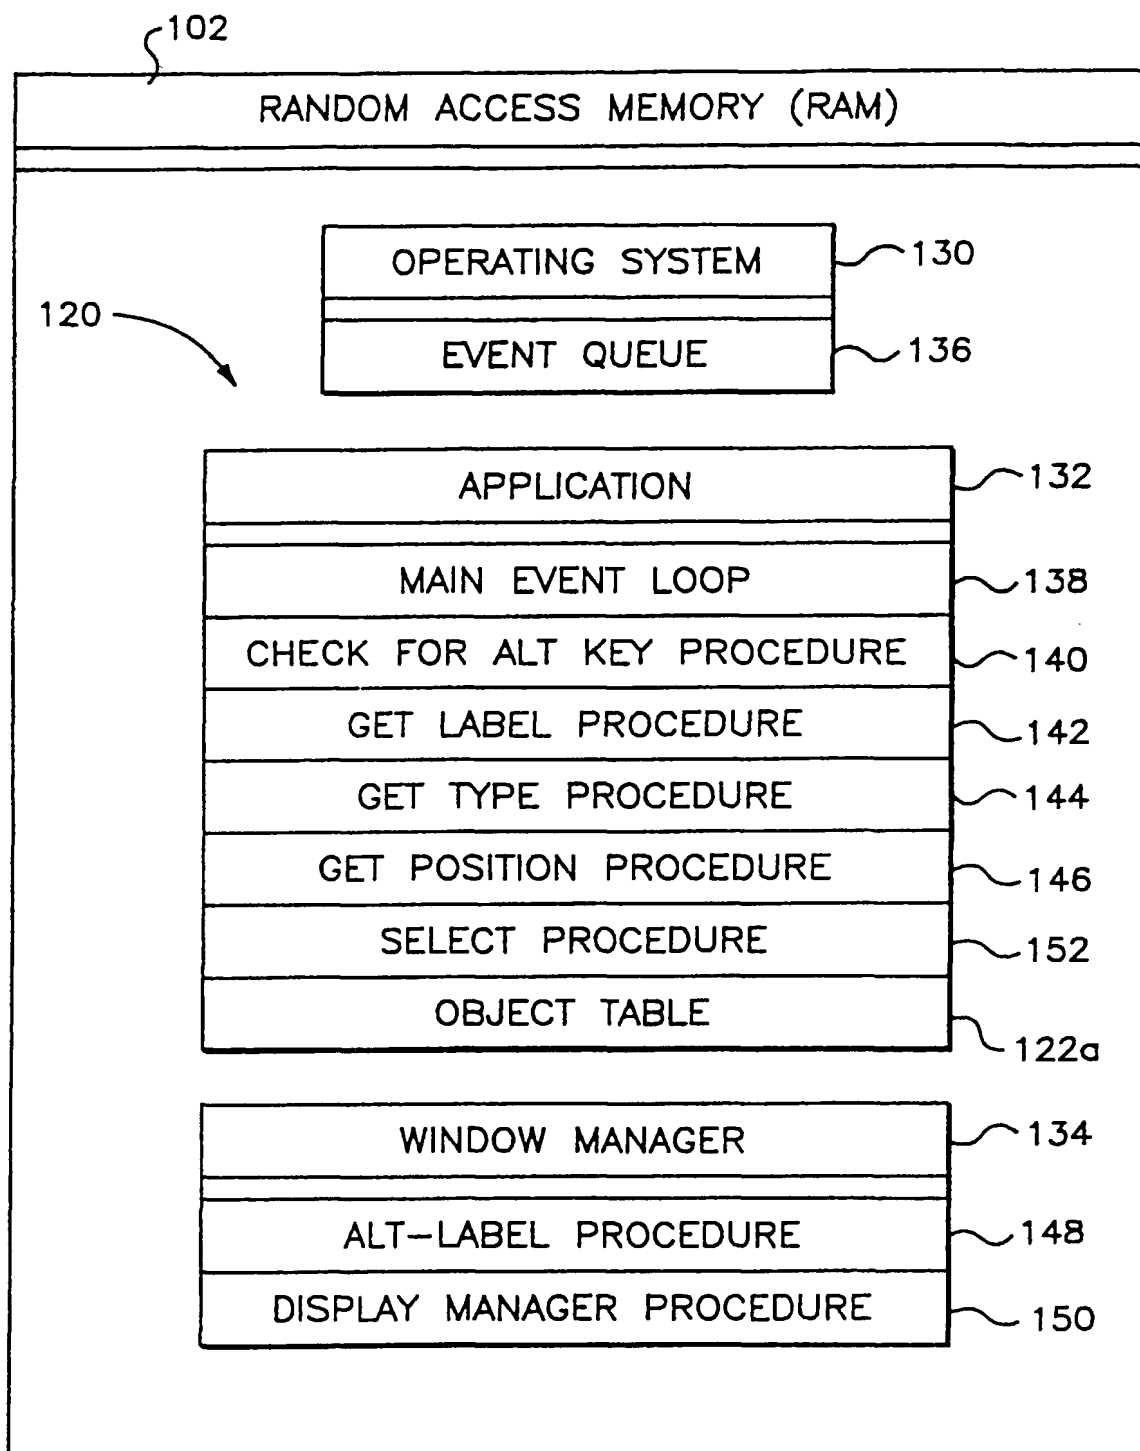 102
RANDOM ACCESS MEMORY (RAM)
OPERATING SYSTEM 130
120
EVENT QUEUE 136
APPLICATION 132
MAIN EVENT LOOP 138
CHECK FOR ALT KEY PROCEDURE 140
GET LABEL PROCEDURE 142
GET TYPE PROCEDURE 144
GET POSITION PROCEDURE 146
SELECT PROCEDURE 152
OBJECT TABLE 122a
WINDOW MANAGER 134
ALT-LABEL PROCEDURE 148
DISPLAY MANAGER PROCEDURE 150